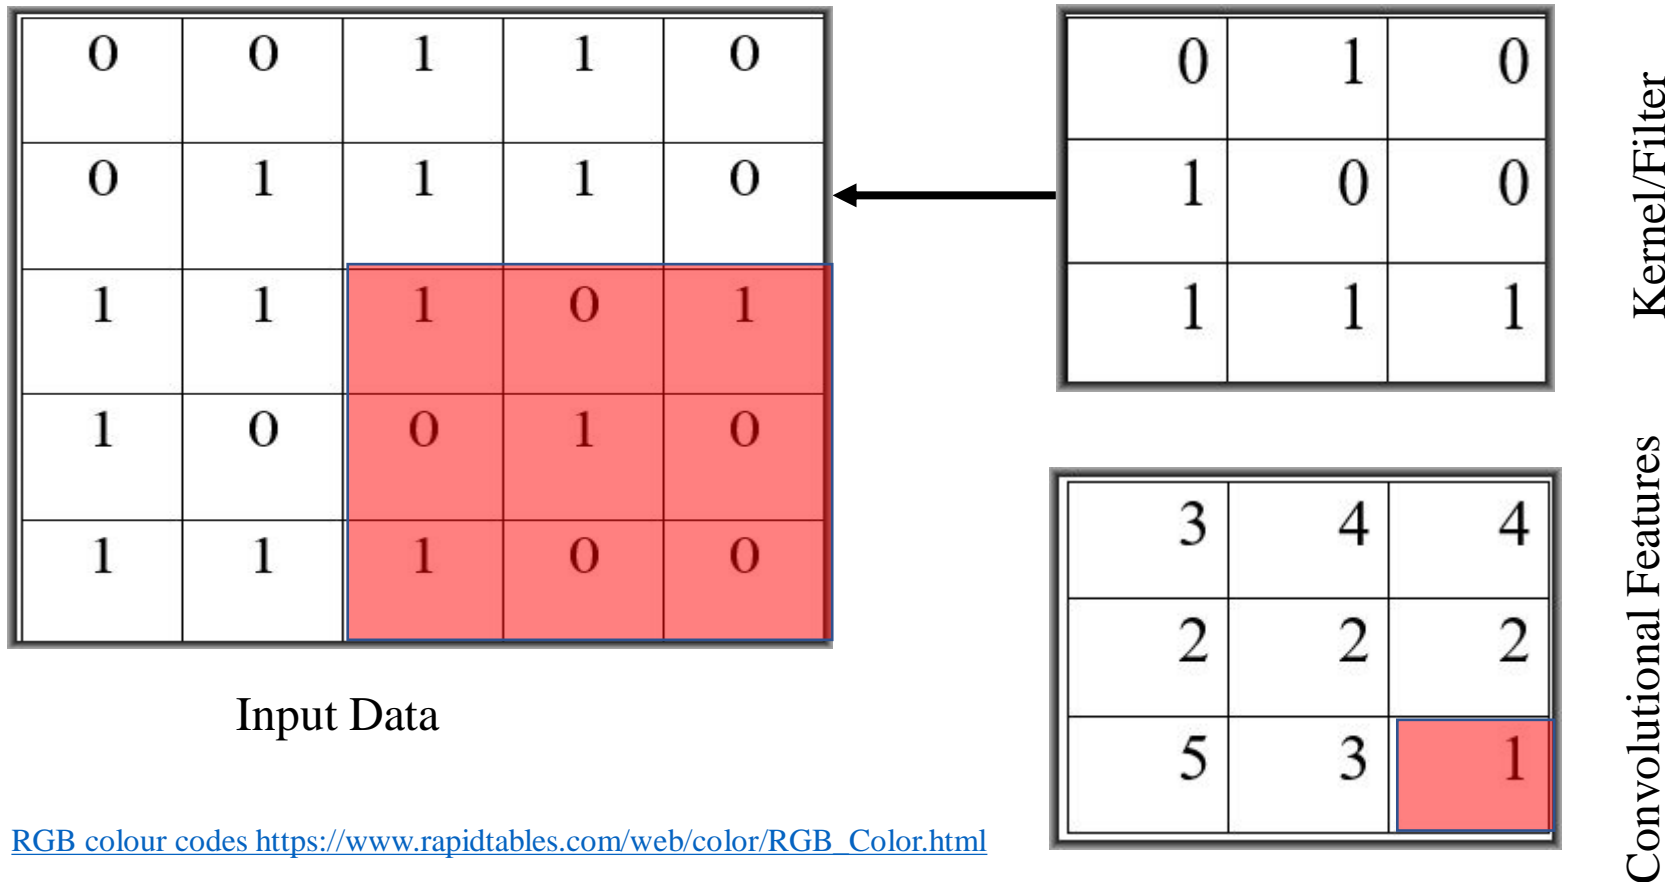 0 0 1 1 0
0 1 1 1 0
1 1 1 0 1
1 0 0 1 0
1 1 1 0 0
Input Data
0 1 0
1 0 0
1 1 1
Kernel/Filter
3 4 4
2 2 2
5 3 1
Convolutional Features
RGB colour codes https://www.rapidtables.com/web/color/RGB_Color.html